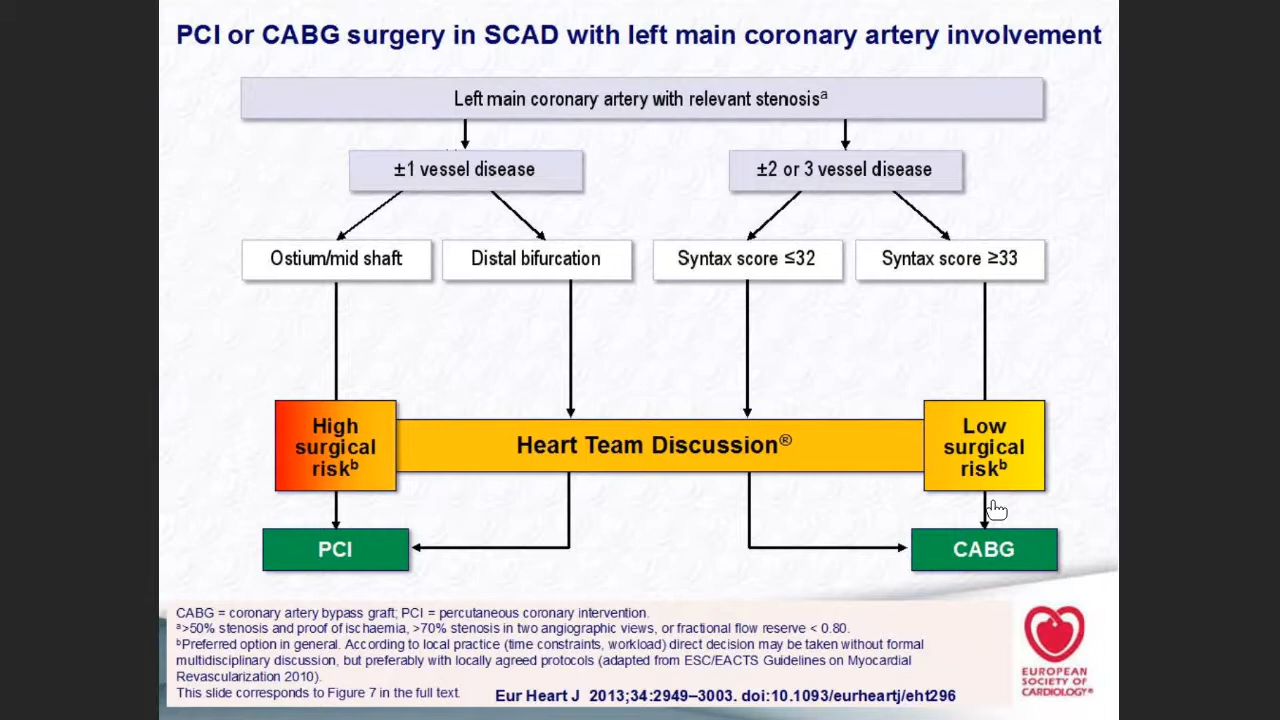 PCI or CABG surgery in SCAD with left main coronary artery involvement
Left main coronary artery with relevant stenosisᵃ
±1 vessel disease
±2 or 3 vessel disease
Ostium/mid shaft
Distal bifurcation
Syntax score ≤32
Syntax score ≥33
High
surgical
riskᵇ
Heart Team Discussion®
Low
surgical
riskᵇ
PCI
CABG
CABG = coronary artery bypass graft; PCI = percutaneous coronary intervention.
ᵃ>50% stenosis and proof of ischaemia, >70% stenosis in two angiographic views, or fractional flow reserve < 0.80.
ᵇPreferred option in general. According to local practice (time constraints, workload) direct decision may be taken without formal
multidisciplinary discussion, but preferably with locally agreed protocols (adapted from ESC/EACTS Guidelines on Myocardial
Revascularization 2010).
This slide corresponds to Figure 7 in the full text.
Eur Heart J 2013;34:2949–3003. doi:10.1093/eurheartj/eht296
EUROPEAN
SOCIETY OF
CARDIOLOGY®